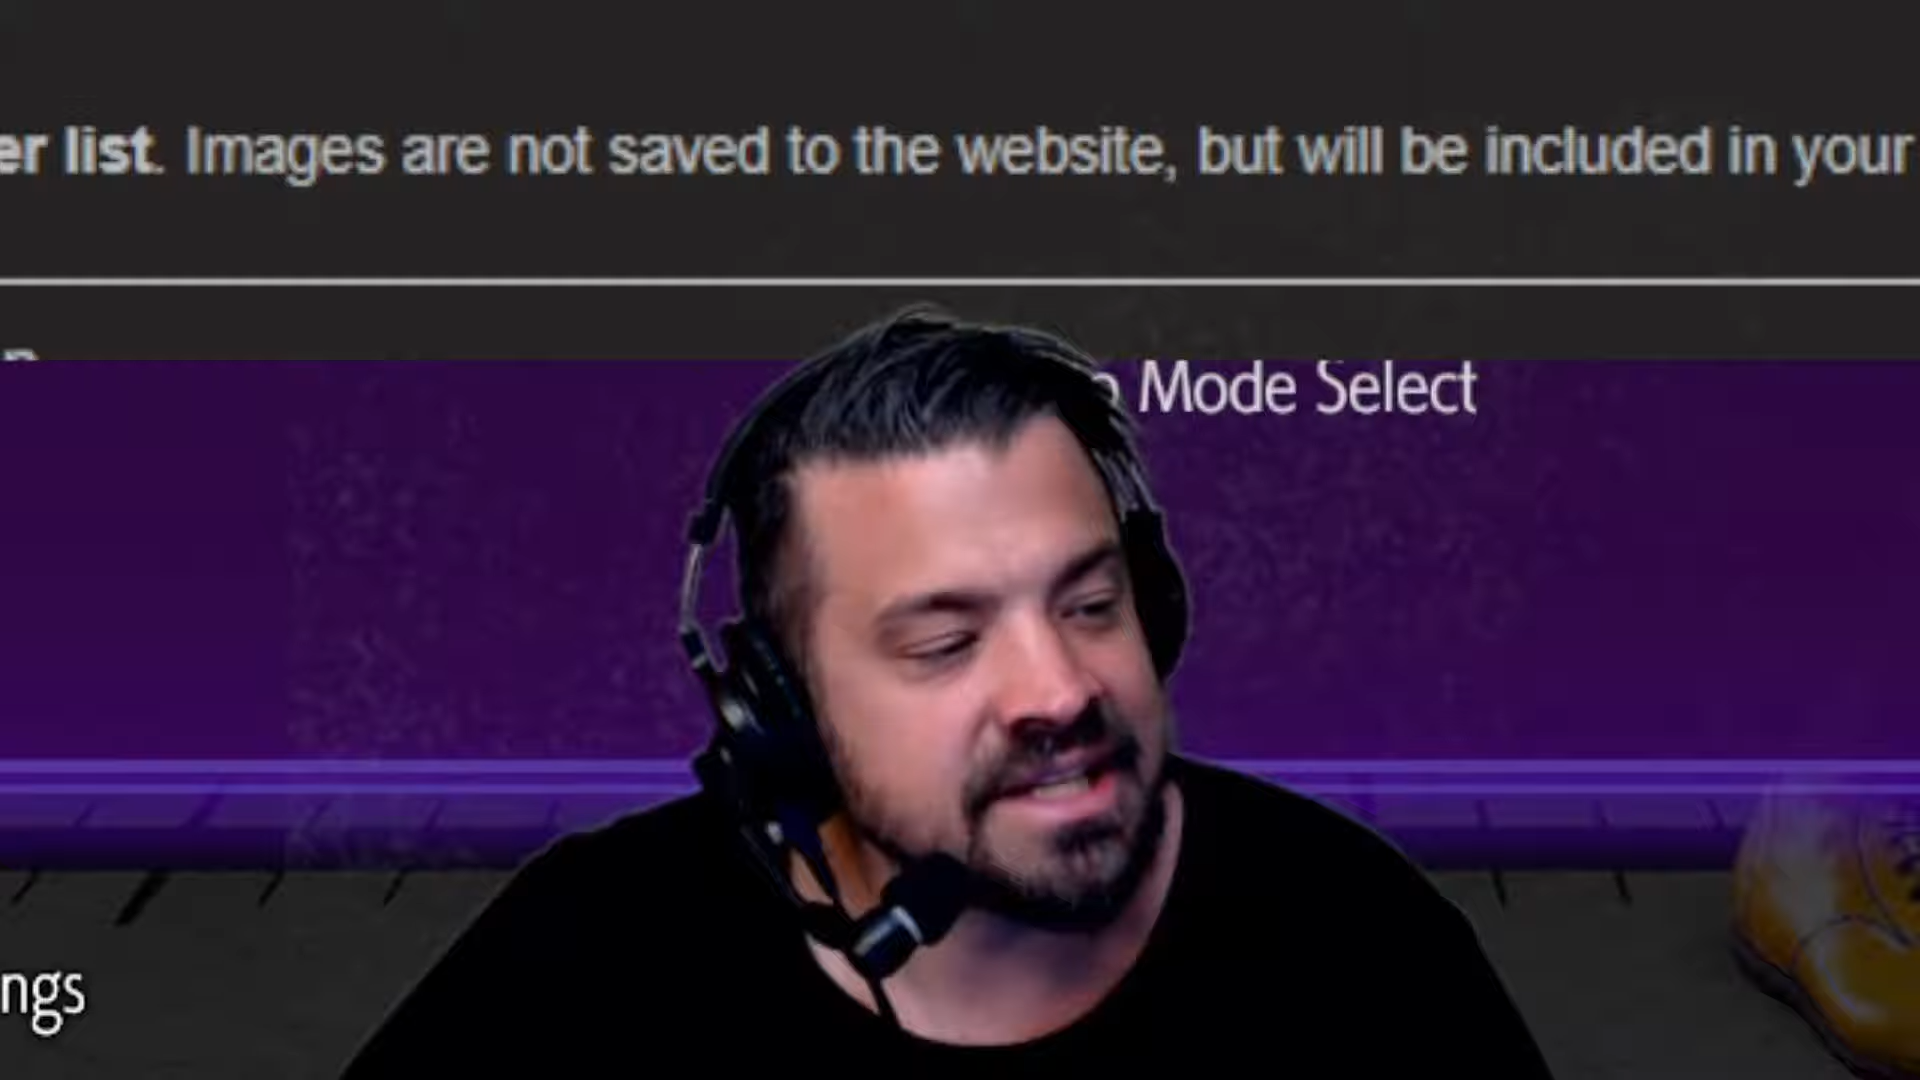 er list. Images are not saved to the website, but will be included in your
Mode Select
ngs